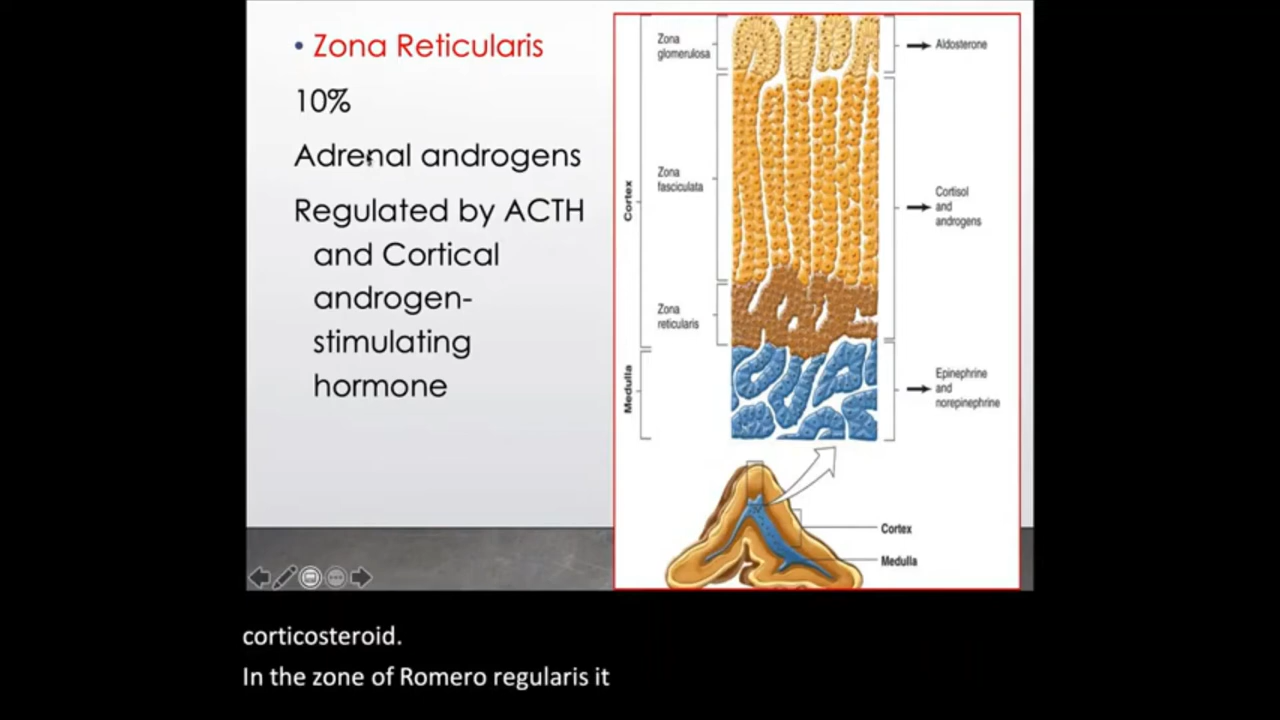 • Zona Reticularis
10%
Adrenal androgens
Regulated by ACTH
and Cortical
androgen-
stimulating
hormone
Zona
glomerulosa
Aldosterone
Cortex
Zona
fasciculata
Cortisol
and
androgens
Zona
reticularis
Medulla
Epinephrine
and
norepinephrine
Cortex
Medulla
corticosteroid.
In the zone of Romero regularis it